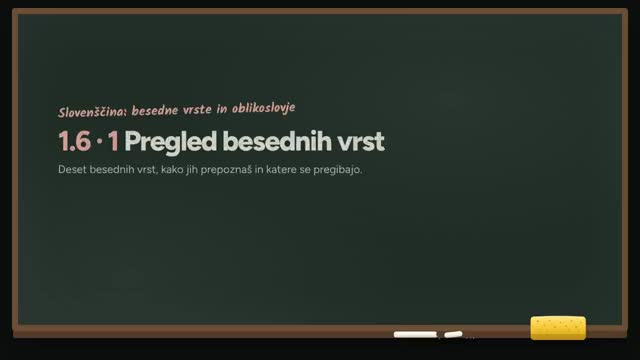 Slovenščina: besedne vrste in oblikoslovje
1.6 · 1 Pregled besednih vrst
Deset besednih vrst, kako jih prepoznaš in katere se pregibajo.